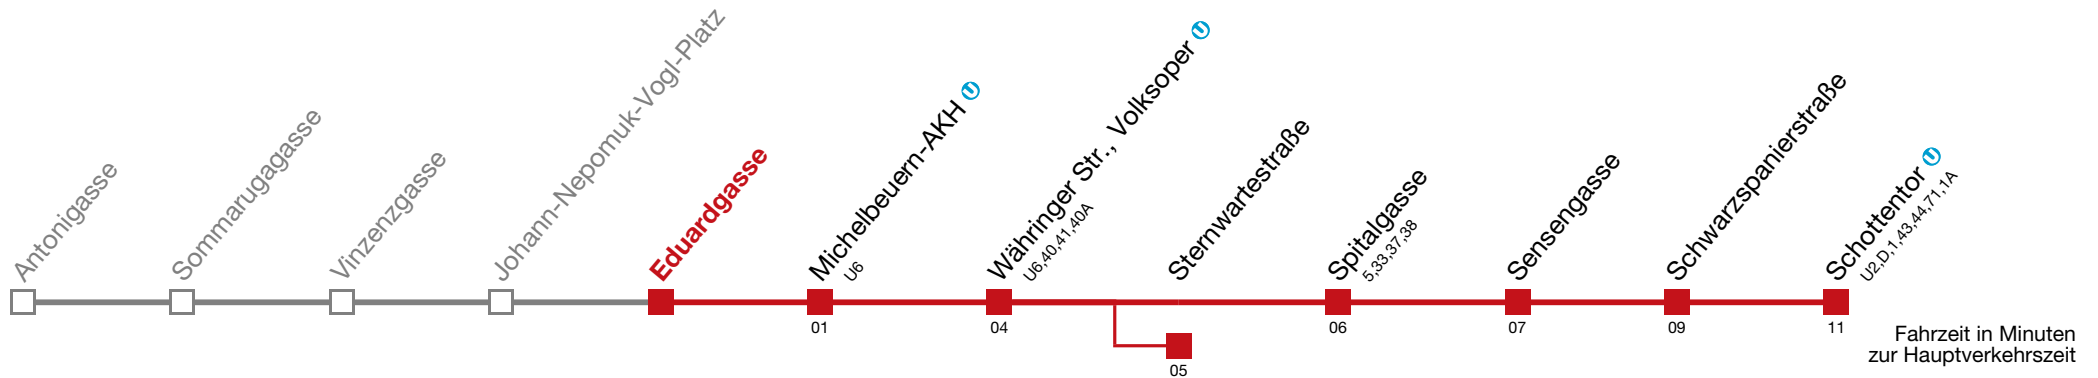 Antonigasse
Sommarugagasse
Vinzenzgasse
Johann-Nepomuk-Vogl-Platz
Eduardgasse
Michelbeuern-AKH
U6
Währinger Str., Volksoper
U6,40,41,40A
Sternwartestraße
Spitalgasse
5,33,37,38
Sensengasse
Schwarzspanierstraße
Schottentor
U2,D,1,43,44,71,1A
01
04
05
06
07
09
11
Fahrzeit in Minuten
zur Hauptverkehrszeit